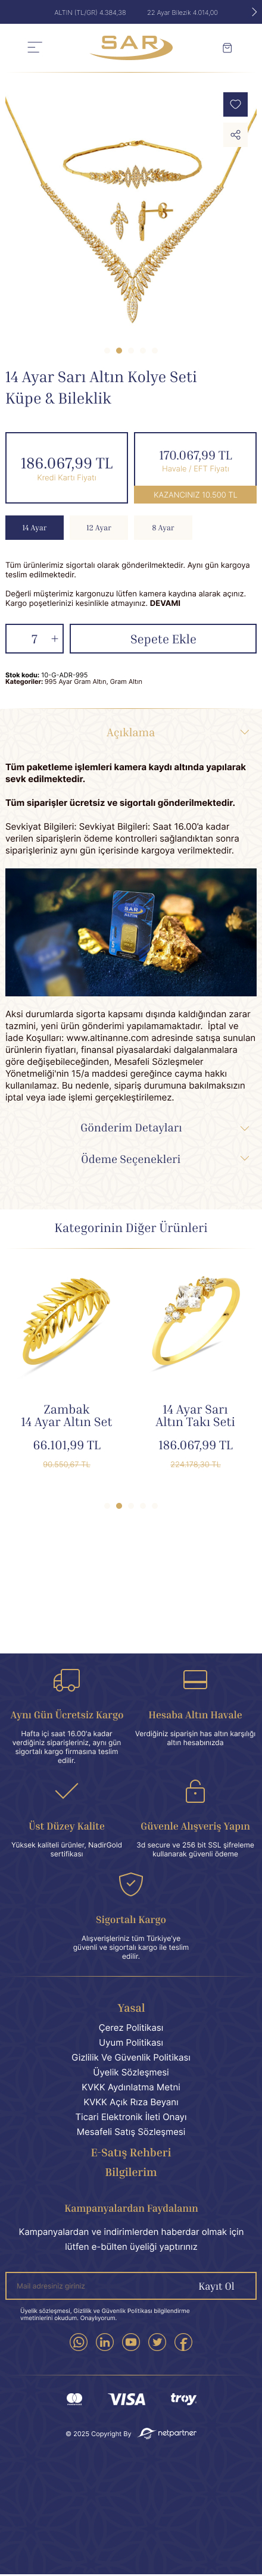 ALTIN (TL/GR) 4.384,38 22 Ayar Bilezik 4.014,00
SAR
14 Ayar Sarı Altın Kolye Seti
Küpe & Bileklik
186.067,99 TL
Kredi Kartı Fiyatı
170.067,99 TL
Havale / EFT Fiyatı
KAZANCINIZ 10.500 TL
14 Ayar 12 Ayar 8 Ayar
Tüm ürünlerimiz sigortalı olarak gönderilmektedir. Aynı gün kargoya
teslim edilmektedir.
Değerli müşterimiz kargonuzu lütfen kamera kaydına alarak açınız.
Kargo poşetlerinizi kesinlikle atmayınız. DEVAMI
7 +
Sepete Ekle
Stok kodu: 10-G-ADR-995
Kategoriler: 995 Ayar Gram Altın, Gram Altın
Açıklama
Tüm paketleme işlemleri kamera kaydı altında yapılarak
sevk edilmektedir.
Tüm siparişler ücretsiz ve sigortalı gönderilmektedir.
Sevkiyat Bilgileri: Sevkiyat Bilgileri: Saat 16.00’a kadar
verilen siparişlerin ödeme kontrolleri sağlandıktan sonra
siparişleriniz aynı gün içerisinde kargoya verilmektedir.
SAR
Aksi durumlarda sigorta kapsamı dışında kaldığından zarar
tazmini, yeni ürün gönderimi yapılamamaktadır. İptal ve
İade Koşulları: www.altinanne.com adresinde satışa sunulan
ürünlerin fiyatları, finansal piyasalardaki dalgalanmalara
göre değişebileceğinden, Mesafeli Sözleşmeler
Yönetmeliği'nin 15/a maddesi gereğince cayma hakkı
kullanılamaz. Bu nedenle, sipariş durumuna bakılmaksızın
iptal veya iade işlemi gerçekleştirilemez.
Gönderim Detayları
Ödeme Seçenekleri
Kategorinin Diğer Ürünleri
Zambak
14 Ayar Altın Set
66.101,99 TL
90.550,67 TL
14 Ayar Sarı
Altın Takı Seti
186.067,99 TL
224.178,30 TL
Aynı Gün Ücretsiz Kargo
Hafta içi saat 16.00'a kadar
verdiğiniz siparişleriniz, aynı gün
sigortalı kargo firmasına teslim
edilir.
Hesaba Altın Havale
Verdiğiniz siparişin has altın karşılığı
altın hesabınızda
Üst Düzey Kalite
Yüksek kaliteli ürünler, NadirGold
sertifikası
Güvenle Alışveriş Yapın
3d secure ve 256 bit SSL şifreleme
kullanarak güvenli ödeme
Sigortalı Kargo
Alışverişleriniz tüm Türkiye'ye
güvenli ve sigortalı kargo ile teslim
edilir.
Yasal
Çerez Politikası
Uyum Politikası
Gizlilik Ve Güvenlik Politikası
Üyelik Sözleşmesi
KVKK Aydınlatma Metni
KVKK Açık Rıza Beyanı
Ticari Elektronik İleti Onayı
Mesafeli Satış Sözleşmesi
E-Satış Rehberi
Bilgilerim
Kampanyalardan Faydalanın
Kampanyalardan ve indirimlerden haberdar olmak için
lütfen e-bülten üyeliği yaptırınız
Mail adresiniz giriniz
Kayıt Ol
Üyelik sözleşmesi, Gizlilik ve Güvenlik Politikası bilgilendirme
vmetinlerini okudum. Onaylıyorum.
VISA troy
© 2025 Copyright By netpartner